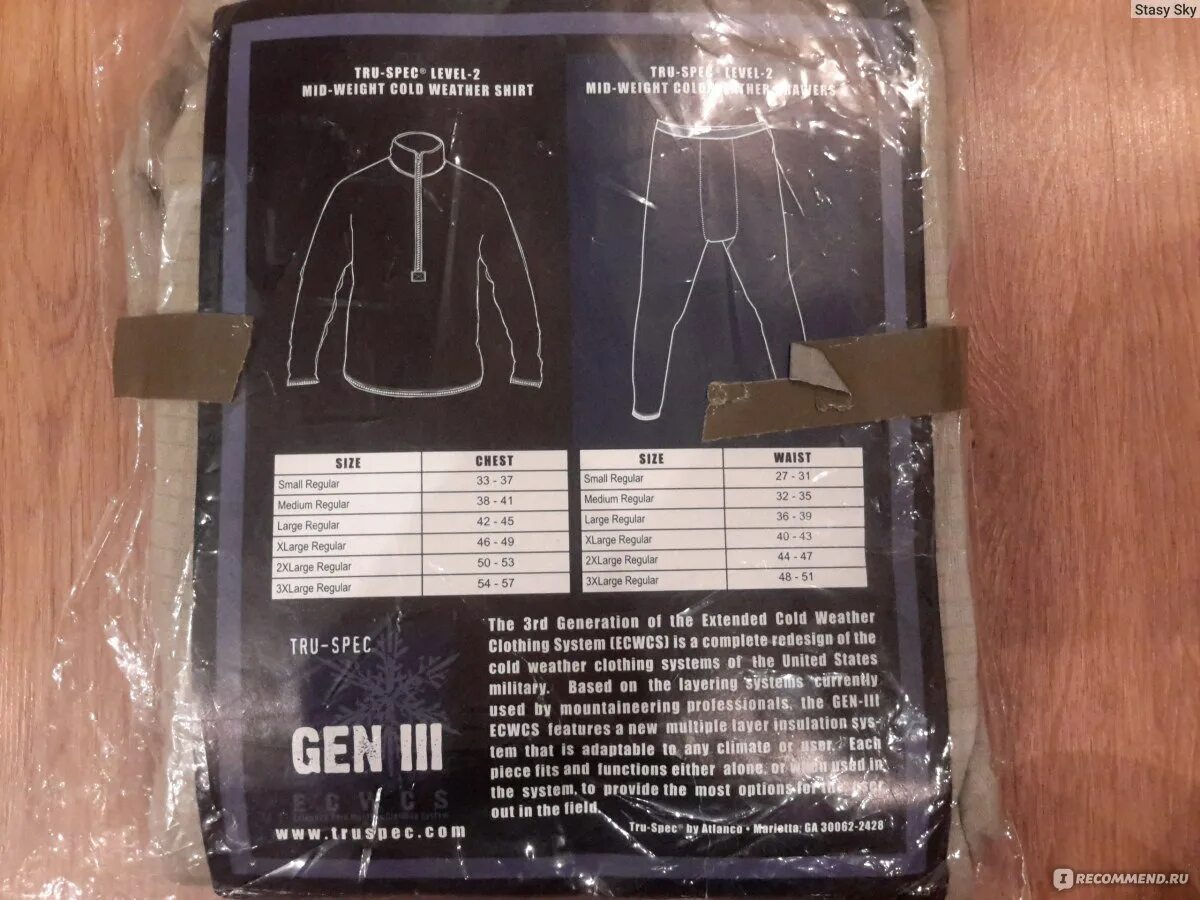 Stasy Sky
TRU-SPEC® LEVEL-2
MID-WEIGHT COLD WEATHER SHIRT
TRU-SPEC® LEVEL-2
MID-WEIGHT COLD
SIZE CHEST
Small Regular 33 - 37
Medium Regular 38 - 41
Large Regular 42 - 45
XLarge Regular 46 - 49
2XLarge Regular 50 - 53
3XLarge Regular 54 - 57
SIZE WAIST
Small Regular 27 - 31
Medium Regular 32 - 35
Large Regular 36 - 39
XLarge Regular 40 - 43
2XLarge Regular 44 - 47
3XLarge Regular 48 - 51
TRU-SPEC
GEN III
ECWCS
www.truspec.com
The 3rd Generation of the Extended Cold Weather
Clothing System (ECWCS) is a complete redesign of the
cold weather clothing systems of the United States
military. Based on the layering systems currently
used by mountaineering professionals, the GEN-III
ECWCS features a new multiple layer insulation sys-
tem that is adaptable to any climate or user. Each
piece fits and functions either alone, or when used in
the system, to provide the most options for the user
out in the field.
Tru-Spec® by Atlanco • Marietta, GA 30062-2428
IRECOMMEND.RU